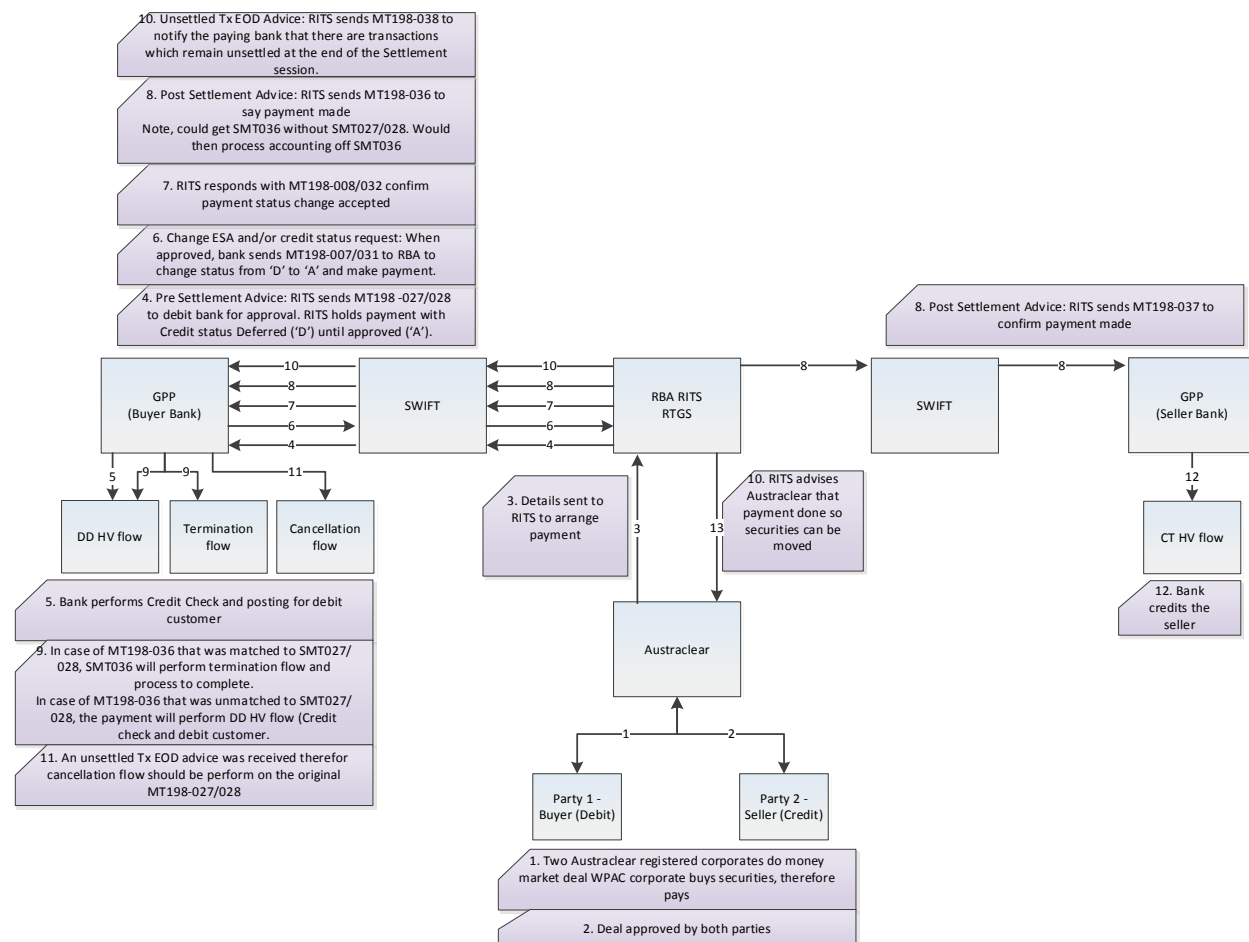 10. Unsettled Tx EOD Advice: RITS sends MT198-038 to
notify the paying bank that there are transactions
which remain unsettled at the end of the Settlement
session.
8. Post Settlement Advice: RITS sends MT198-036 to
say payment made
Note, could get SMT036 without SMT027/028. Would
then process accounting off SMT036
7. RITS responds with MT198-008/032 confirm
payment status change accepted
6. Change ESA and/or credit status request: When
approved, bank sends MT198-007/031 to RBA to
change status from ‘D’ to ‘A’ and make payment.
4. Pre Settlement Advice: RITS sends MT198 -027/028
to debit bank for approval. RITS holds payment with
Credit status Deferred (‘D’) until approved (‘A’).
8. Post Settlement Advice: RITS sends MT198-037 to
confirm payment made
GPP
(Buyer Bank)
10
8
7
6
4
SWIFT
10
8
7
6
4
RBA RITS
RTGS
8
SWIFT
8
GPP
(Seller Bank)
5
9
9
11
12
DD HV flow
Termination
flow
Cancellation
flow
3. Details sent to
RITS to arrange
payment
3
13
10. RITS advises
Austraclear that
payment done so
securities can be
moved
CT HV flow
5. Bank performs Credit Check and posting for debit
customer
12. Bank
credits the
seller
9. In case of MT198-036 that was matched to SMT027/
028, SMT036 will perform termination flow and
process to complete.
In case of MT198-036 that was unmatched to SMT027/
028, the payment will perform DD HV flow (Credit
check and debit customer.
Austraclear
11. An unsettled Tx EOD advice was received therefor
cancellation flow should be perform on the original
MT198-027/028
1
2
Party 1 -
Buyer (Debit)
Party 2 -
Seller (Credit)
1. Two Austraclear registered corporates do money
market deal WPAC corporate buys securities, therefore
pays
2. Deal approved by both parties